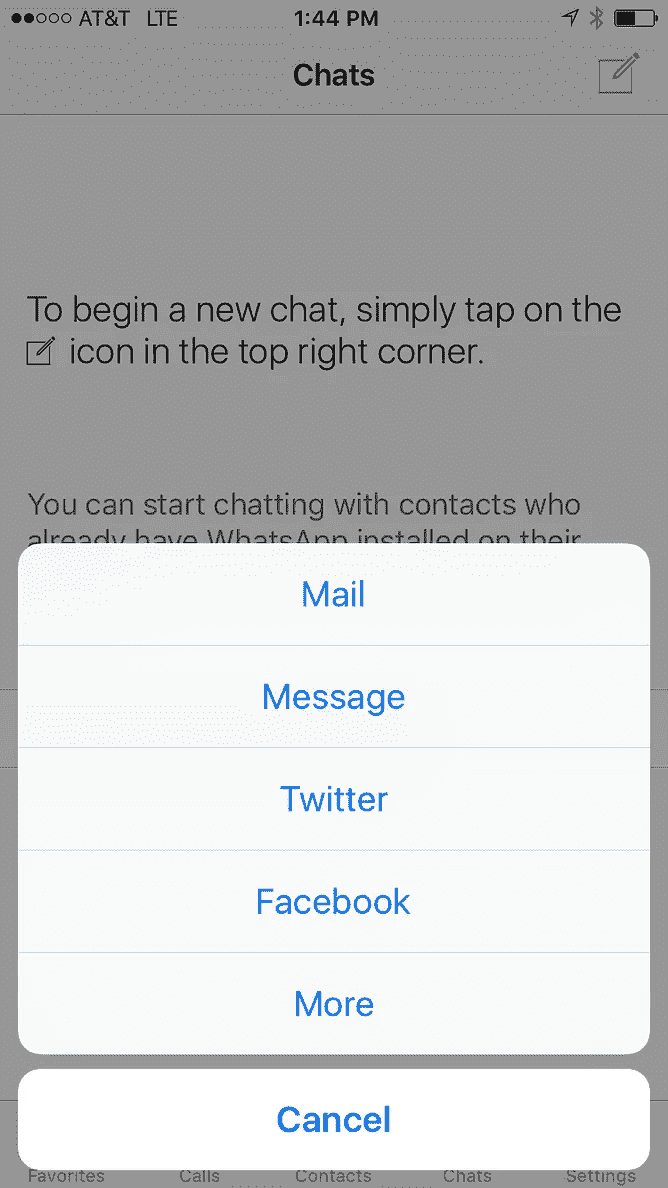 AT&T LTE 1:44 PM
Chats
To begin a new chat, simply tap on the
icon in the top right corner.
You can start chatting with contacts who
already have WhatsApp installed on their
Mail
Message
Twitter
Facebook
More
Cancel
Favorites Calls Contacts Chats Settings